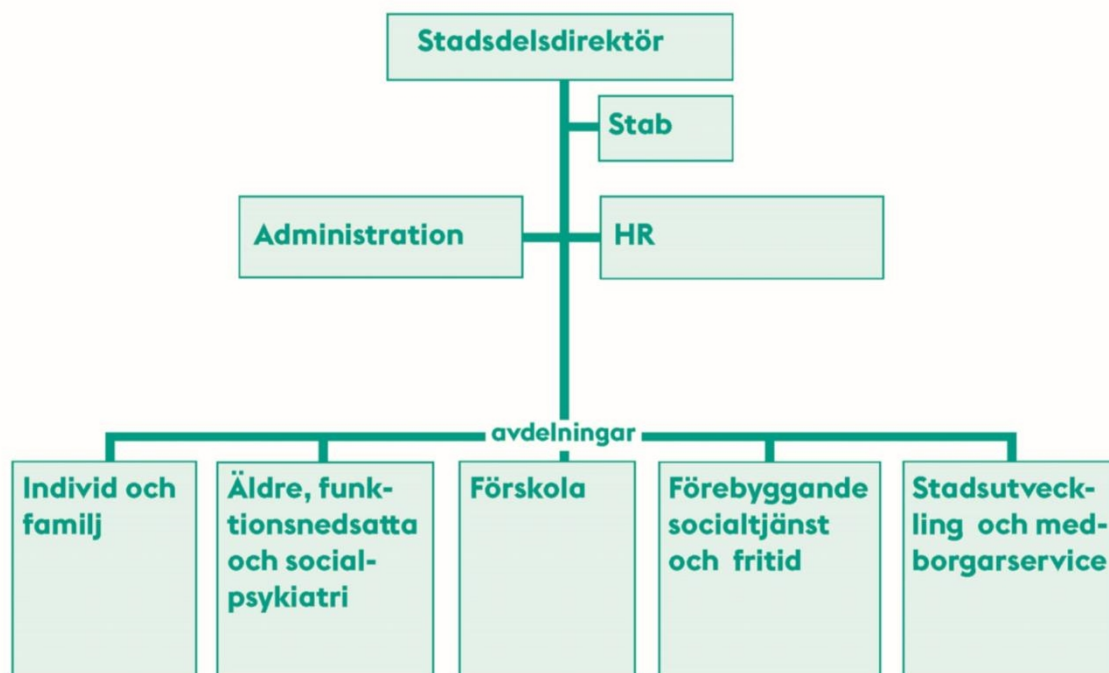 Stadsdelsdirektör
Stab
Administration
HR
avdelningar
Individ och
familj
Äldre, funk-
tionsnedsatta
och social-
psykiatri
Förskola
Förebyggande
socialtjänst
och fritid
Stadsutveck-
ling och med-
borgarservice